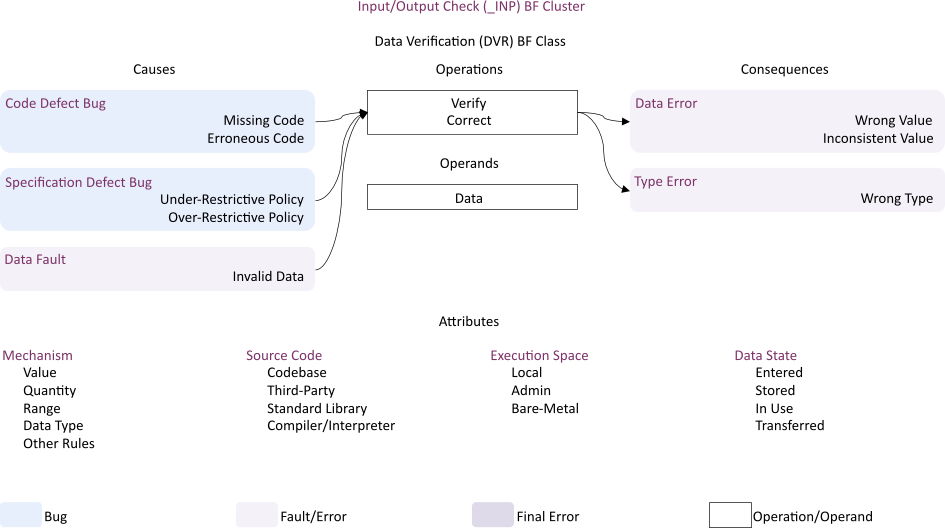 Input/Output Check (_INP) BF Cluster
Data Verification (DVR) BF Class
Causes
Operations
Consequences
Code Defect Bug
Missing Code
Erroneous Code
Specification Defect Bug
Under-Restrictive Policy
Over-Restrictive Policy
Data Fault
Invalid Data
Verify
Correct
Operands
Data
Data Error
Wrong Value
Inconsistent Value
Type Error
Wrong Type
Attributes
Mechanism
Value
Quantity
Range
Data Type
Other Rules
Source Code
Codebase
Third-Party
Standard Library
Compiler/Interpreter
Execution Space
Local
Admin
Bare-Metal
Data State
Entered
Stored
In Use
Transferred
Bug
Fault/Error
Final Error
Operation/Operand